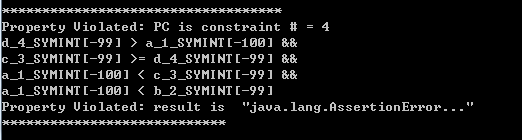 ***********************************
Property Violated: PC is constraint # = 4
d_4_SYMINT[-99] > a_1_SYMINT[-100] &&
c_3_SYMINT[-99] >= d_4_SYMINT[-99] &&
a_1_SYMINT[-100] < c_3_SYMINT[-99] &&
a_1_SYMINT[-100] < b_2_SYMINT[-99]
Property Violated: result is  "java.lang.AssertionError..."
****************************